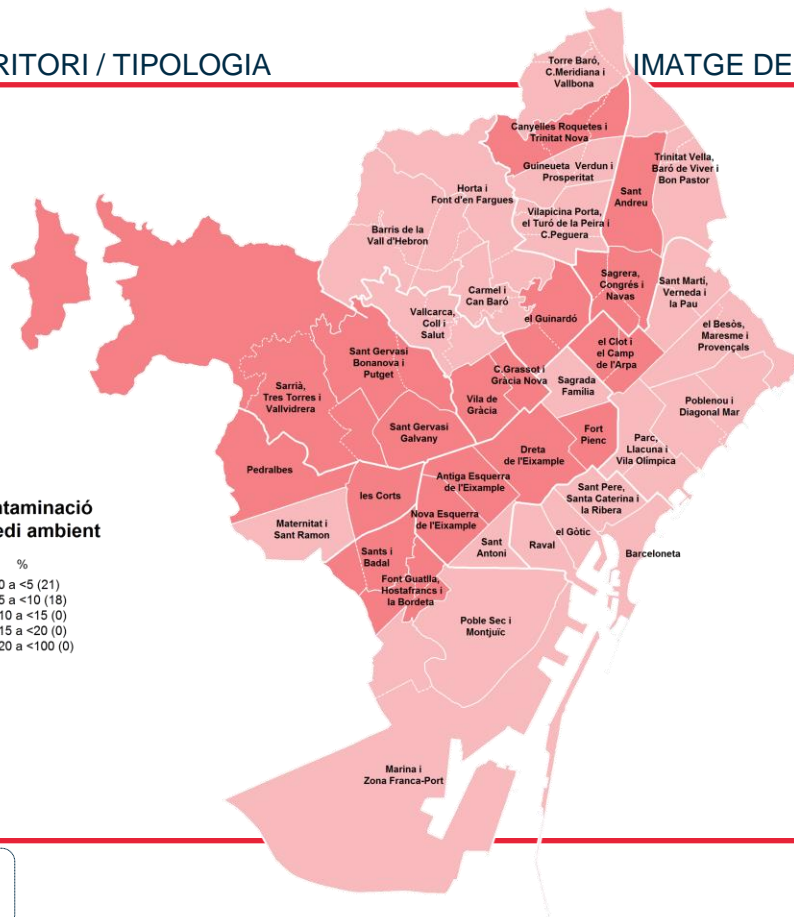 RITORI / TIPOLOGIA
IMATGE DE
Torre Baró,
C.Meridiana i
Vallbona
Canyelles Roquetes i
Trinitat Nova
Guineueta Verdun i
Prosperitat
Trinitat Vella,
Baró de Viver i
Bon Pastor
Sant
Andreu
Horta i
Font d'en Fargues
Vilapicina Porta,
el Turó de la Peira i
C.Peguera
Barris de la
Vall d'Hebron
Sagrera,
Congrés i
Navas
Sant Martí,
Verneda i
la Pau
Carmel i
Can Baró
Vallcarca,
Coll i
Salut
el Guinardó
el Besòs,
Maresme i
Provençals
el Clot i
el Camp
de l'Arpa
Sant Gervasi
Bonanova i
Putget
C.Grassot i
Gràcia Nova
Sagrada
Família
Sarrià,
Tres Torres i
Vallvidrera
Vila de
Gràcia
Poblenou i
Diagonal Mar
Sant Gervasi
Galvany
Fort
Pienc
Parc,
Llacuna i
Vila Olímpica
Dreta
de l'Eixample
Pedralbes
Antiga Esquerra
de l'Eixample
les Corts
Sant Pere,
Santa Caterina i
la Ribera
Nova Esquerra
de l'Eixample
Maternitat i
Sant Ramon
el Gòtic
Sant
Antoni
Raval
Barceloneta
Sants i
Badal
Font Guatlla,
Hostafrancs i
la Bordeta
Poble Sec i
Montjuïc
Marina i
Zona Franca-Port
ntaminació
edi ambient
%
0 a <5 (21)
5 a <10 (18)
10 a <15 (0)
15 a <20 (0)
20 a <100 (0)